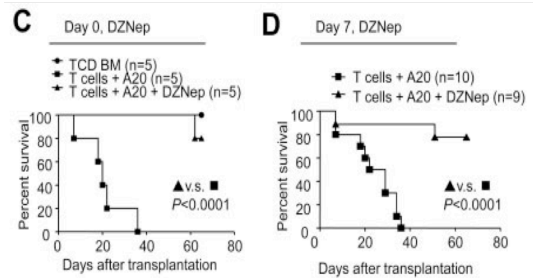 C
Day 0, DZNep
TCD BM (n=5)
T cells + A20 (n=5)
T cells + A20 + DZNep (n=5)
Percent survival
100
80
60
40
20
0
▲ v.s. ■
P<0.0001
0 20 40 60 80
Days after transplantation
D
Day 7, DZNep
T cells + A20 (n=10)
T cells + A20 + DZNep (n=9)
Percent survival
100
80
60
40
20
0
▲ v.s. ■
P<0.0001
0 20 40 60 80
Days after transplantation